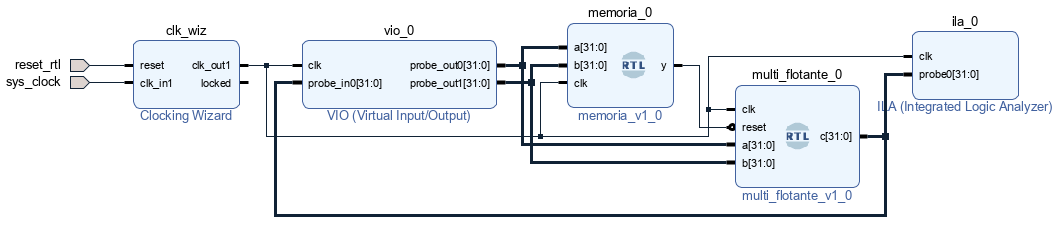 reset_rtl
sys_clock
clk_wiz
reset
clk_in1
clk_out1
locked
Clocking Wizard
vio_0
clk
probe_in0[31:0]
probe_out0[31:0]
probe_out1[31:0]
VIO (Virtual Input/Output)
memoria_0
a[31:0]
b[31:0]
clk
RTL
y
memoria_v1_0
multi_flotante_0
clk
reset
a[31:0]
b[31:0]
RTL
c[31:0]
multi_flotante_v1_0
ila_0
clk
probe0[31:0]
ILA (Integrated Logic Analyzer)